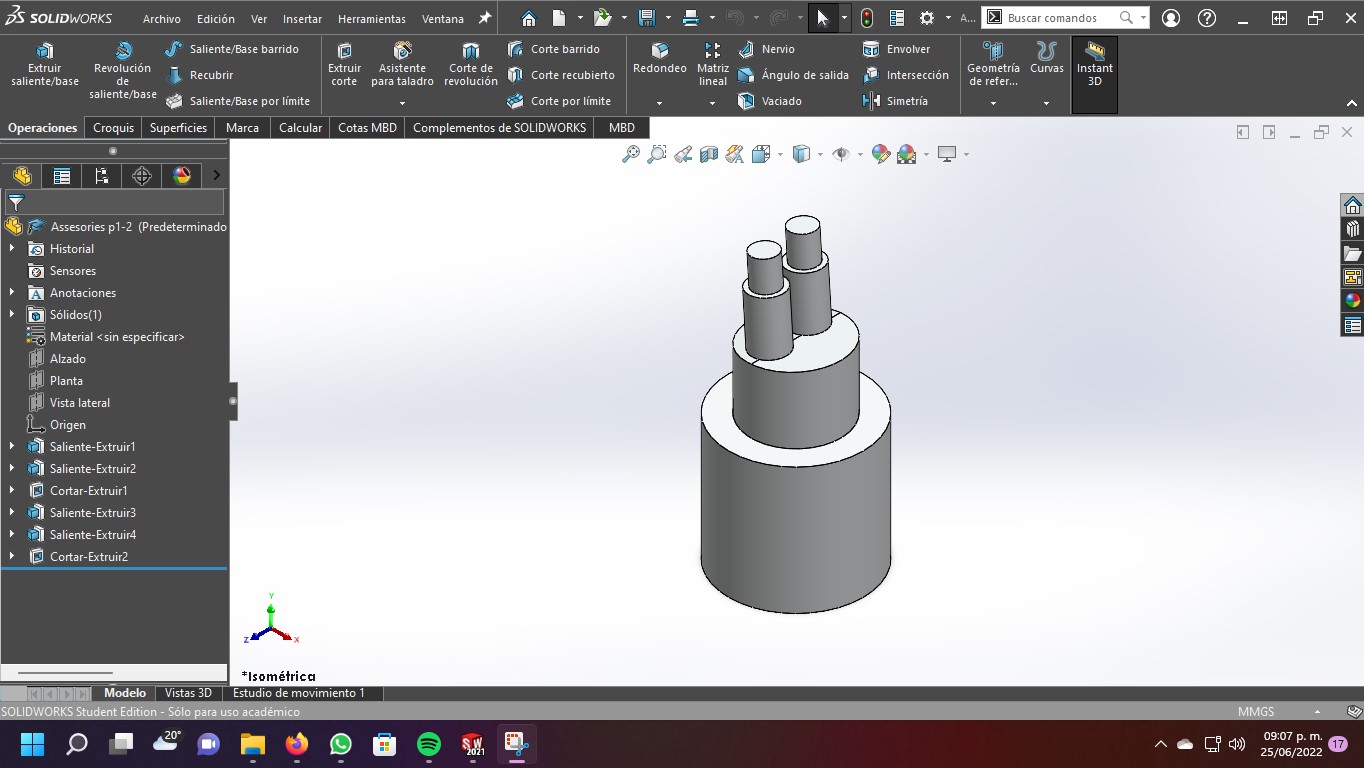 SOLIDWORKS
Archivo Edición Ver Insertar Herramientas Ventana
A...
Buscar comandos
Extruir saliente/base
Revolución de saliente/base
Saliente/Base barrido
Recubrir
Saliente/Base por límite
Extruir corte
Asistente para taladro
Corte de revolución
Corte barrido
Corte recubierto
Corte por límite
Redondeo
Matriz lineal
Nervio
Ángulo de salida
Vaciado
Envolver
Intersección
Simetría
Geometría de refer...
Curvas
Instant 3D
Operaciones Croquis Superficies Marca Calcular Cotas MBD Complementos de SOLIDWORKS MBD
Assesories p1-2 (Predeterminado
Historial
Sensores
Anotaciones
Sólidos(1)
Material <sin especificar>
Alzado
Planta
Vista lateral
Origen
Saliente-Extruir1
Saliente-Extruir2
Cortar-Extruir1
Saliente-Extruir3
Saliente-Extruir4
Cortar-Extruir2
Y
Z
X
*Isométrica
Modelo Vistas 3D Estudio de movimiento 1
SOLIDWORKS Student Edition - Sólo para uso académico
MMGS
20°
SW
2021
09:07 p. m.
25/06/2022
17